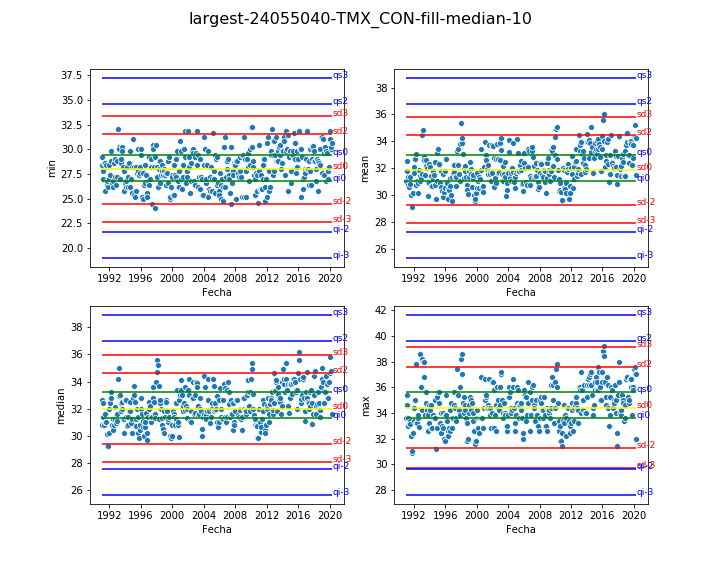 largest-24055040-TMX_CON-fill-median-10
37.5
35.0
32.5
30.0
27.5
25.0
22.5
20.0
min
qs3
qs2
sd3
sd2
qs0
sd0
qi0
sd-2
sd-3
qi-2
qi-3
1992 1996 2000 2004 2008 2012 2016 2020
Fecha
38
36
34
32
30
28
26
mean
qs3
qs2
sd3
sd2
qs0
sd0
qi0
sd-2
sd-3
qi-2
qi-3
1992 1996 2000 2004 2008 2012 2016 2020
Fecha
38
36
34
32
30
28
26
median
qs3
qs2
sd3
sd2
qs0
sd0
qi0
sd-2
sd-3
qi-2
qi-3
1992 1996 2000 2004 2008 2012 2016 2020
Fecha
42
40
38
36
34
32
30
28
max
qs3
qs2
sd3
sd2
qs0
sd0
qi0
sd-2
sd-3
qi-2
qi-3
1992 1996 2000 2004 2008 2012 2016 2020
Fecha